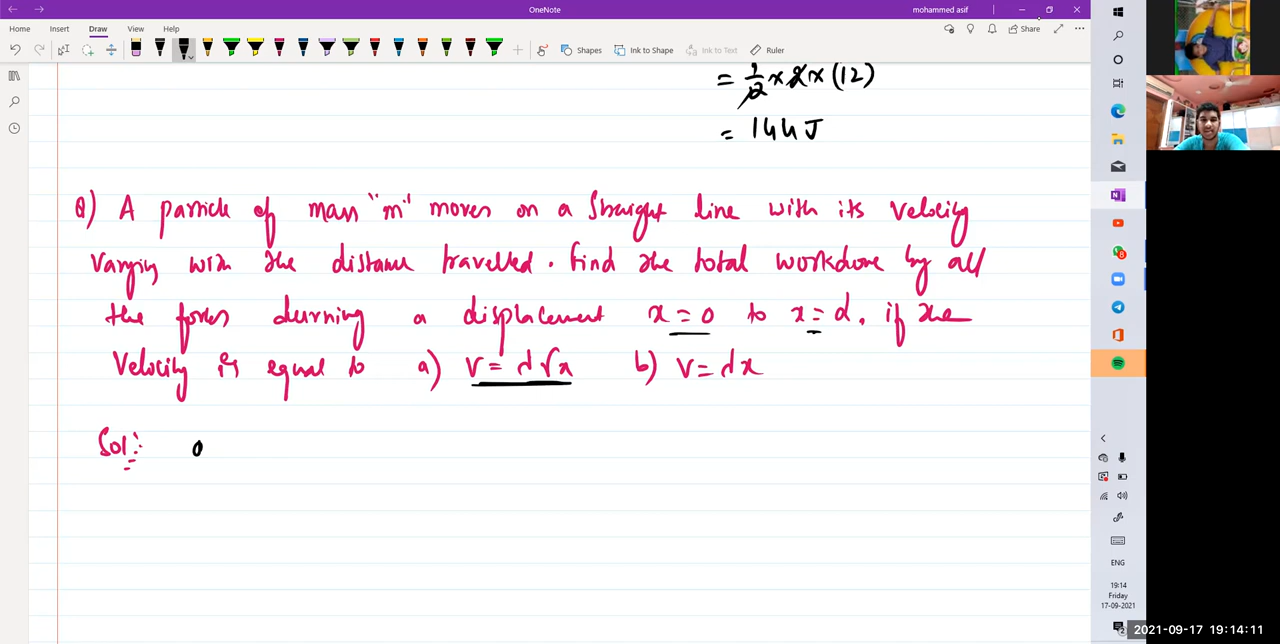 OneNote
mohammed asif
Home Insert Draw View Help
Shapes Ink to Shape Ink to Text Ruler Share
= 1/2 x 2 x (12)
= 144 J
Q) A particle of mass "m" moves on a straight line with its velocity
varying with the distance travelled. find the total workdone by all
the forces durning a displacement x = 0 to x = d, if the
velocity is equal to a) v = d√x b) v = dx
Sol:
0
ENG
19:14
Friday
17-09-2021
2021-09-17 19:14:11